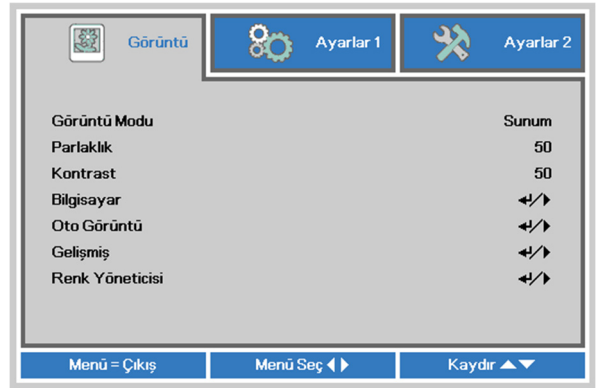 Görüntü Ayarlar 1 Ayarlar 2
Görüntü Modu Sunum
Parlaklık 50
Kontrast 50
Bilgisayar
Oto Görüntü
Gelişmiş
Renk Yöneticisi
Menü = Çıkış Menü Seç Kaydır